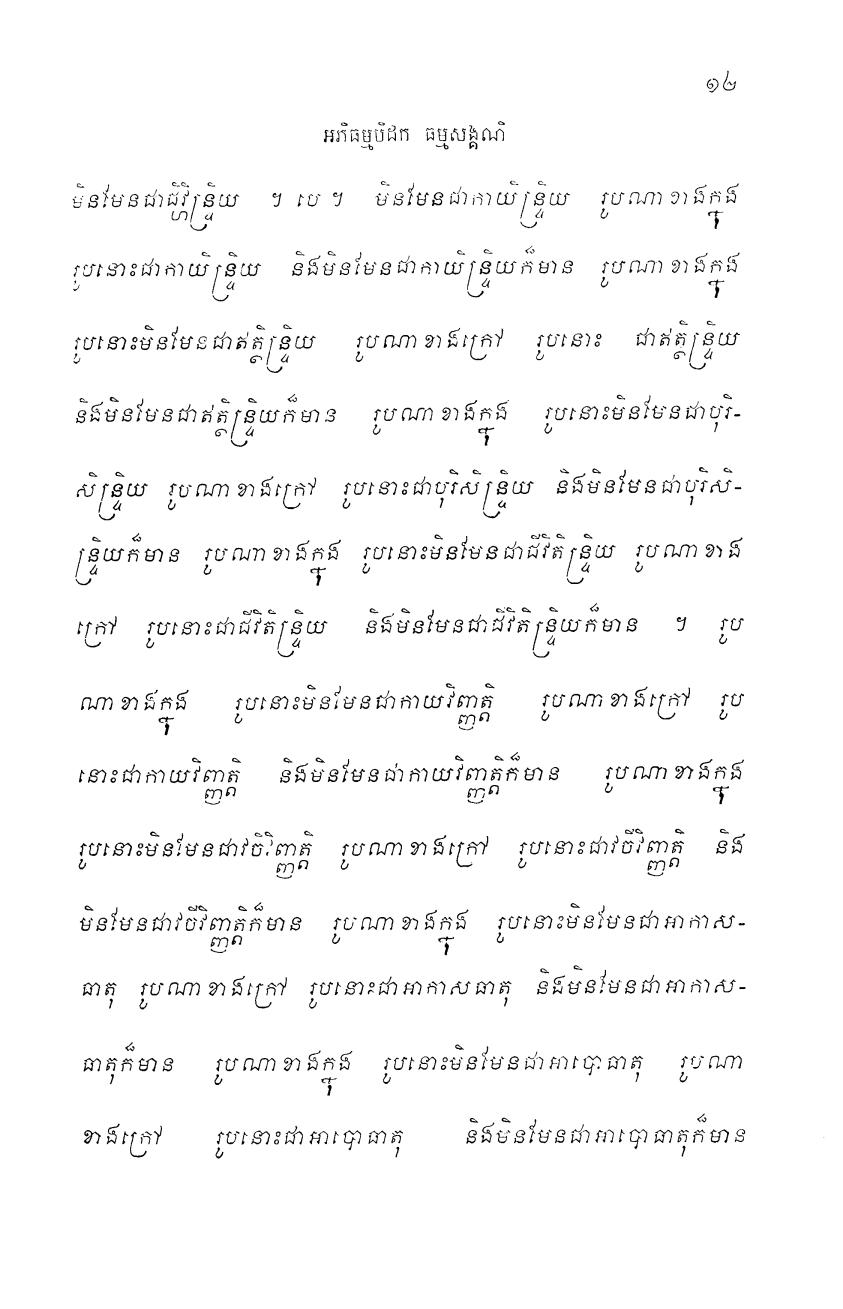 ១២
អភិធម្មបិដក ធម្មសង្គណិ
មិនមែនជាជិវ្ហិន្ទ្រិយ ។ បេ ។ មិនមែនជាកាយិន្ទ្រិយ រូបណាខាងក្នុង
រូបនោះជាកាយិន្ទ្រិយ និងមិនមែនជាកាយិន្ទ្រិយក៏មាន រូបណាខាងក្នុង
រូបនោះមិនមែនជាឥត្ថិន្ទ្រិយ រូបណាខាងក្រៅ រូបនោះ ជាឥត្ថិន្ទ្រិយ
និងមិនមែនជាឥត្ថិន្ទ្រិយក៏មាន រូបណាខាងក្នុង រូបនោះមិនមែនជាបុរិ-
សិន្ទ្រិយ រូបណាខាងក្រៅ រូបនោះជាបុរិសិន្ទ្រិយ និងមិនមែនជាបុរិសិ-
ន្ទ្រិយក៏មាន រូបណាខាងក្នុង រូបនោះមិនមែនជាជីវិតិន្ទ្រិយ រូបណាខាង
ក្រៅ រូបនោះជាជីវិតិន្ទ្រិយ និងមិនមែនជាជីវិតិន្ទ្រិយក៏មាន ។ រូប
ណាខាងក្នុង រូបនោះមិនមែនជាកាយវិញ្ញត្តិ រូបណាខាងក្រៅ រូប
នោះជាកាយវិញ្ញត្តិ និងមិនមែនជាកាយវិញ្ញត្តិក៏មាន រូបណាខាងក្នុង
រូបនោះមិនមែនជាវចីវិញ្ញត្តិ រូបណាខាងក្រៅ រូបនោះជាវចីវិញ្ញត្តិ និង
មិនមែនជាវចីវិញ្ញត្តិក៏មាន រូបណាខាងក្នុង រូបនោះមិនមែនជាអាកាស-
ធាតុ រូបណាខាងក្រៅ រូបនោះជាអាកាសធាតុ និងមិនមែនជាអាកាស-
ធាតុក៏មាន រូបណាខាងក្នុង រូបនោះមិនមែនជាអាបោធាតុ រូបណា
ខាងក្រៅ រូបនោះជាអាបោធាតុ និងមិនមែនជាអាបោធាតុក៏មាន